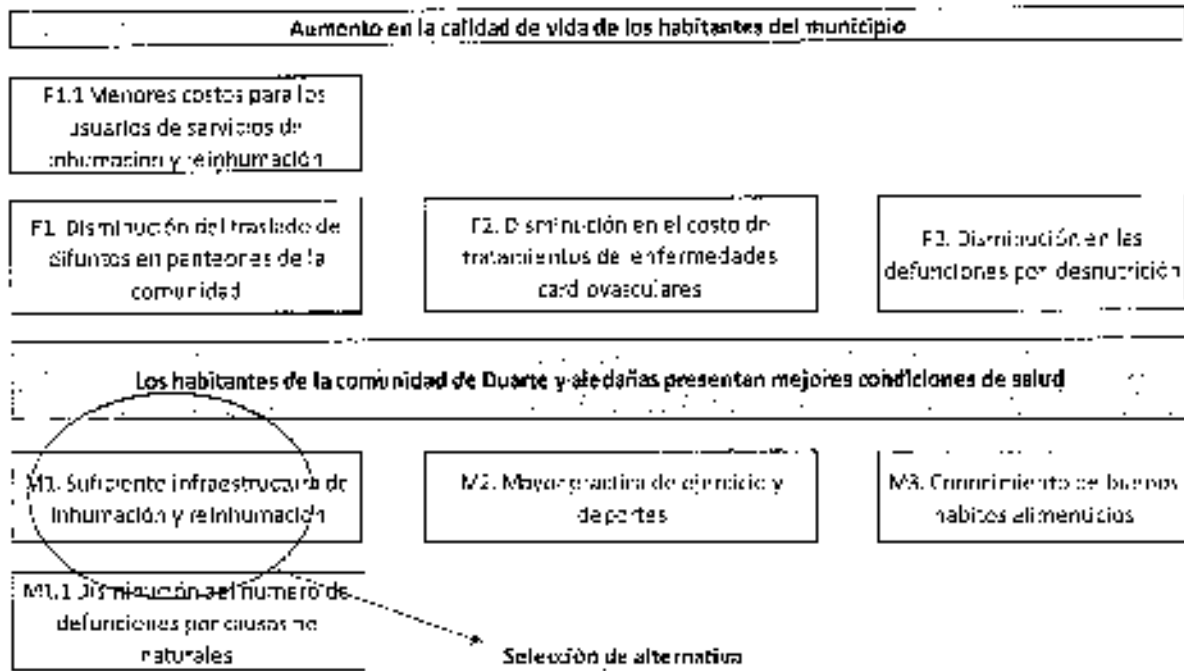 Aumento en la calidad de vida de los habitantes del municipio
F1.1 Menores costos para los
usuarios de servicios de
inhumación y reinhumación
F1. Disminución del traslado de
difuntos en panteones de la
comunidad
F2. Disminución en el costo de
tratamientos de enfermedades
cardiovasculares
F3. Disminución en las
defunciones por desnutrición
Los habitantes de la comunidad de Duarte y aledañas presentan mejores condiciones de salud
M1. Suficiente infraestructura de
inhumación y reinhumación
M2. Mayor practica de ejercicio y
deportes
M3. Conocimiento de buenos
habitos alimenticios
M1.1 Disminución del numero de
defunciones por causas no
naturales
Selección de alternativa